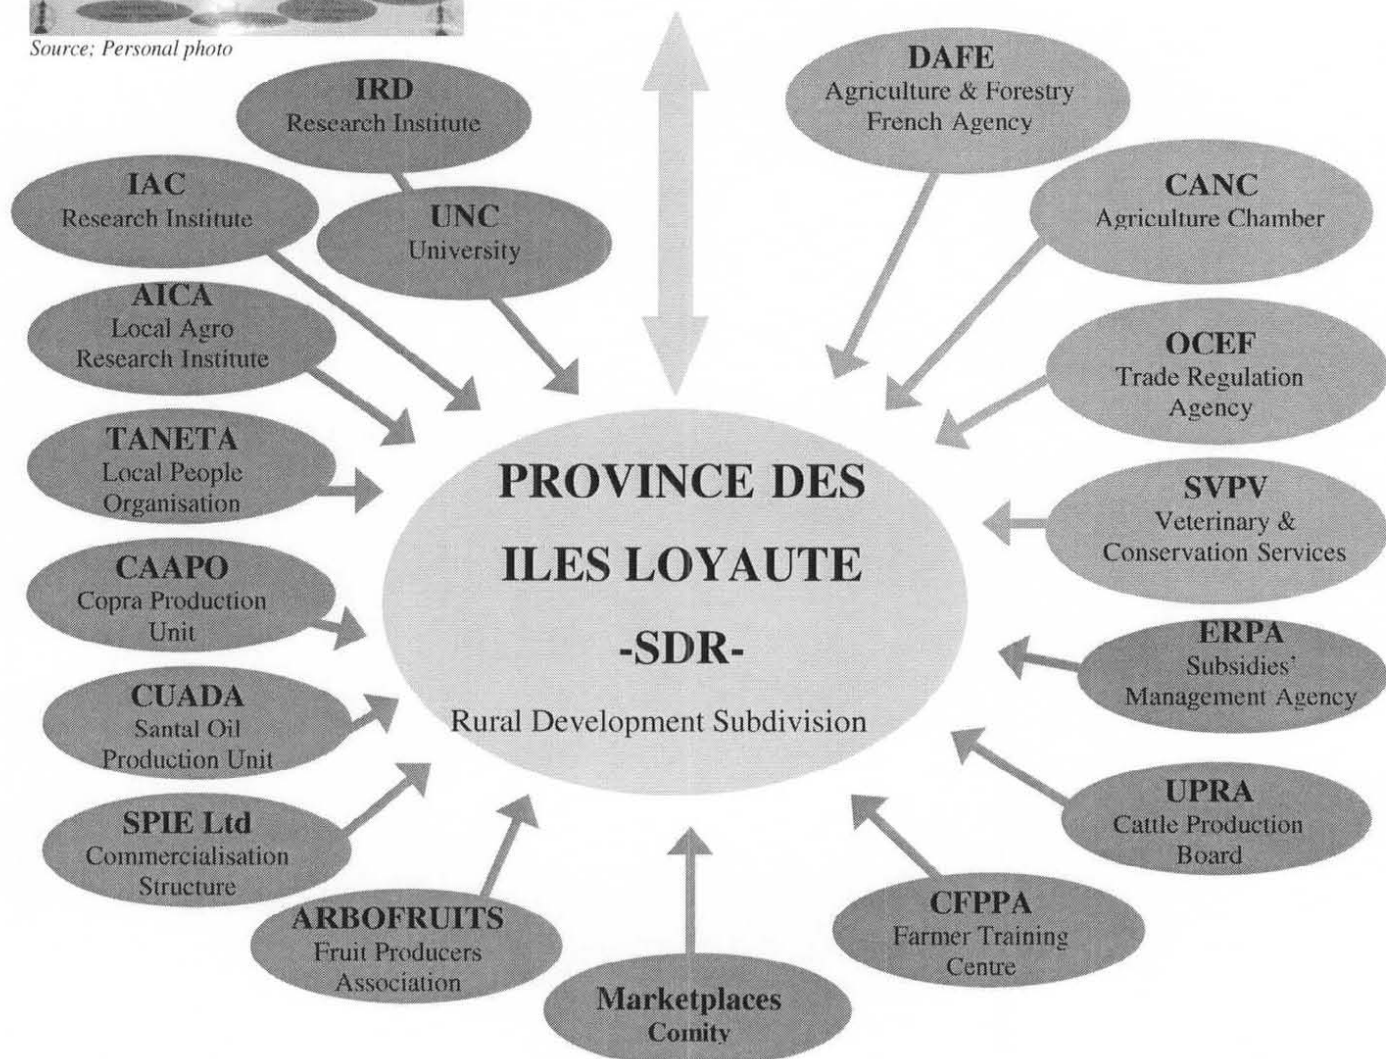 Source; Personal photo
IRD
Research Institute
DAFE
Agriculture & Forestry
French Agency
IAC
Research Institute
UNC
University
CANC
Agriculture Chamber
AICA
Local Agro
Research Institute
OCEF
Trade Regulation
Agency
TANETA
Local People
Organisation
PROVINCE DES
ILES LOYAUTE
-SDR-
Rural Development Subdivision
SVPV
Veterinary &
Conservation Services
CAAPO
Copra Production
Unit
ERPA
Subsidies'
Management Agency
CUADA
Santal Oil
Production Unit
UPRA
Cattle Production
Board
SPIE Ltd
Commercialisation
Structure
CFPPA
Farmer Training
Centre
ARBOFRUITS
Fruit Producers
Association
Marketplaces
Comity